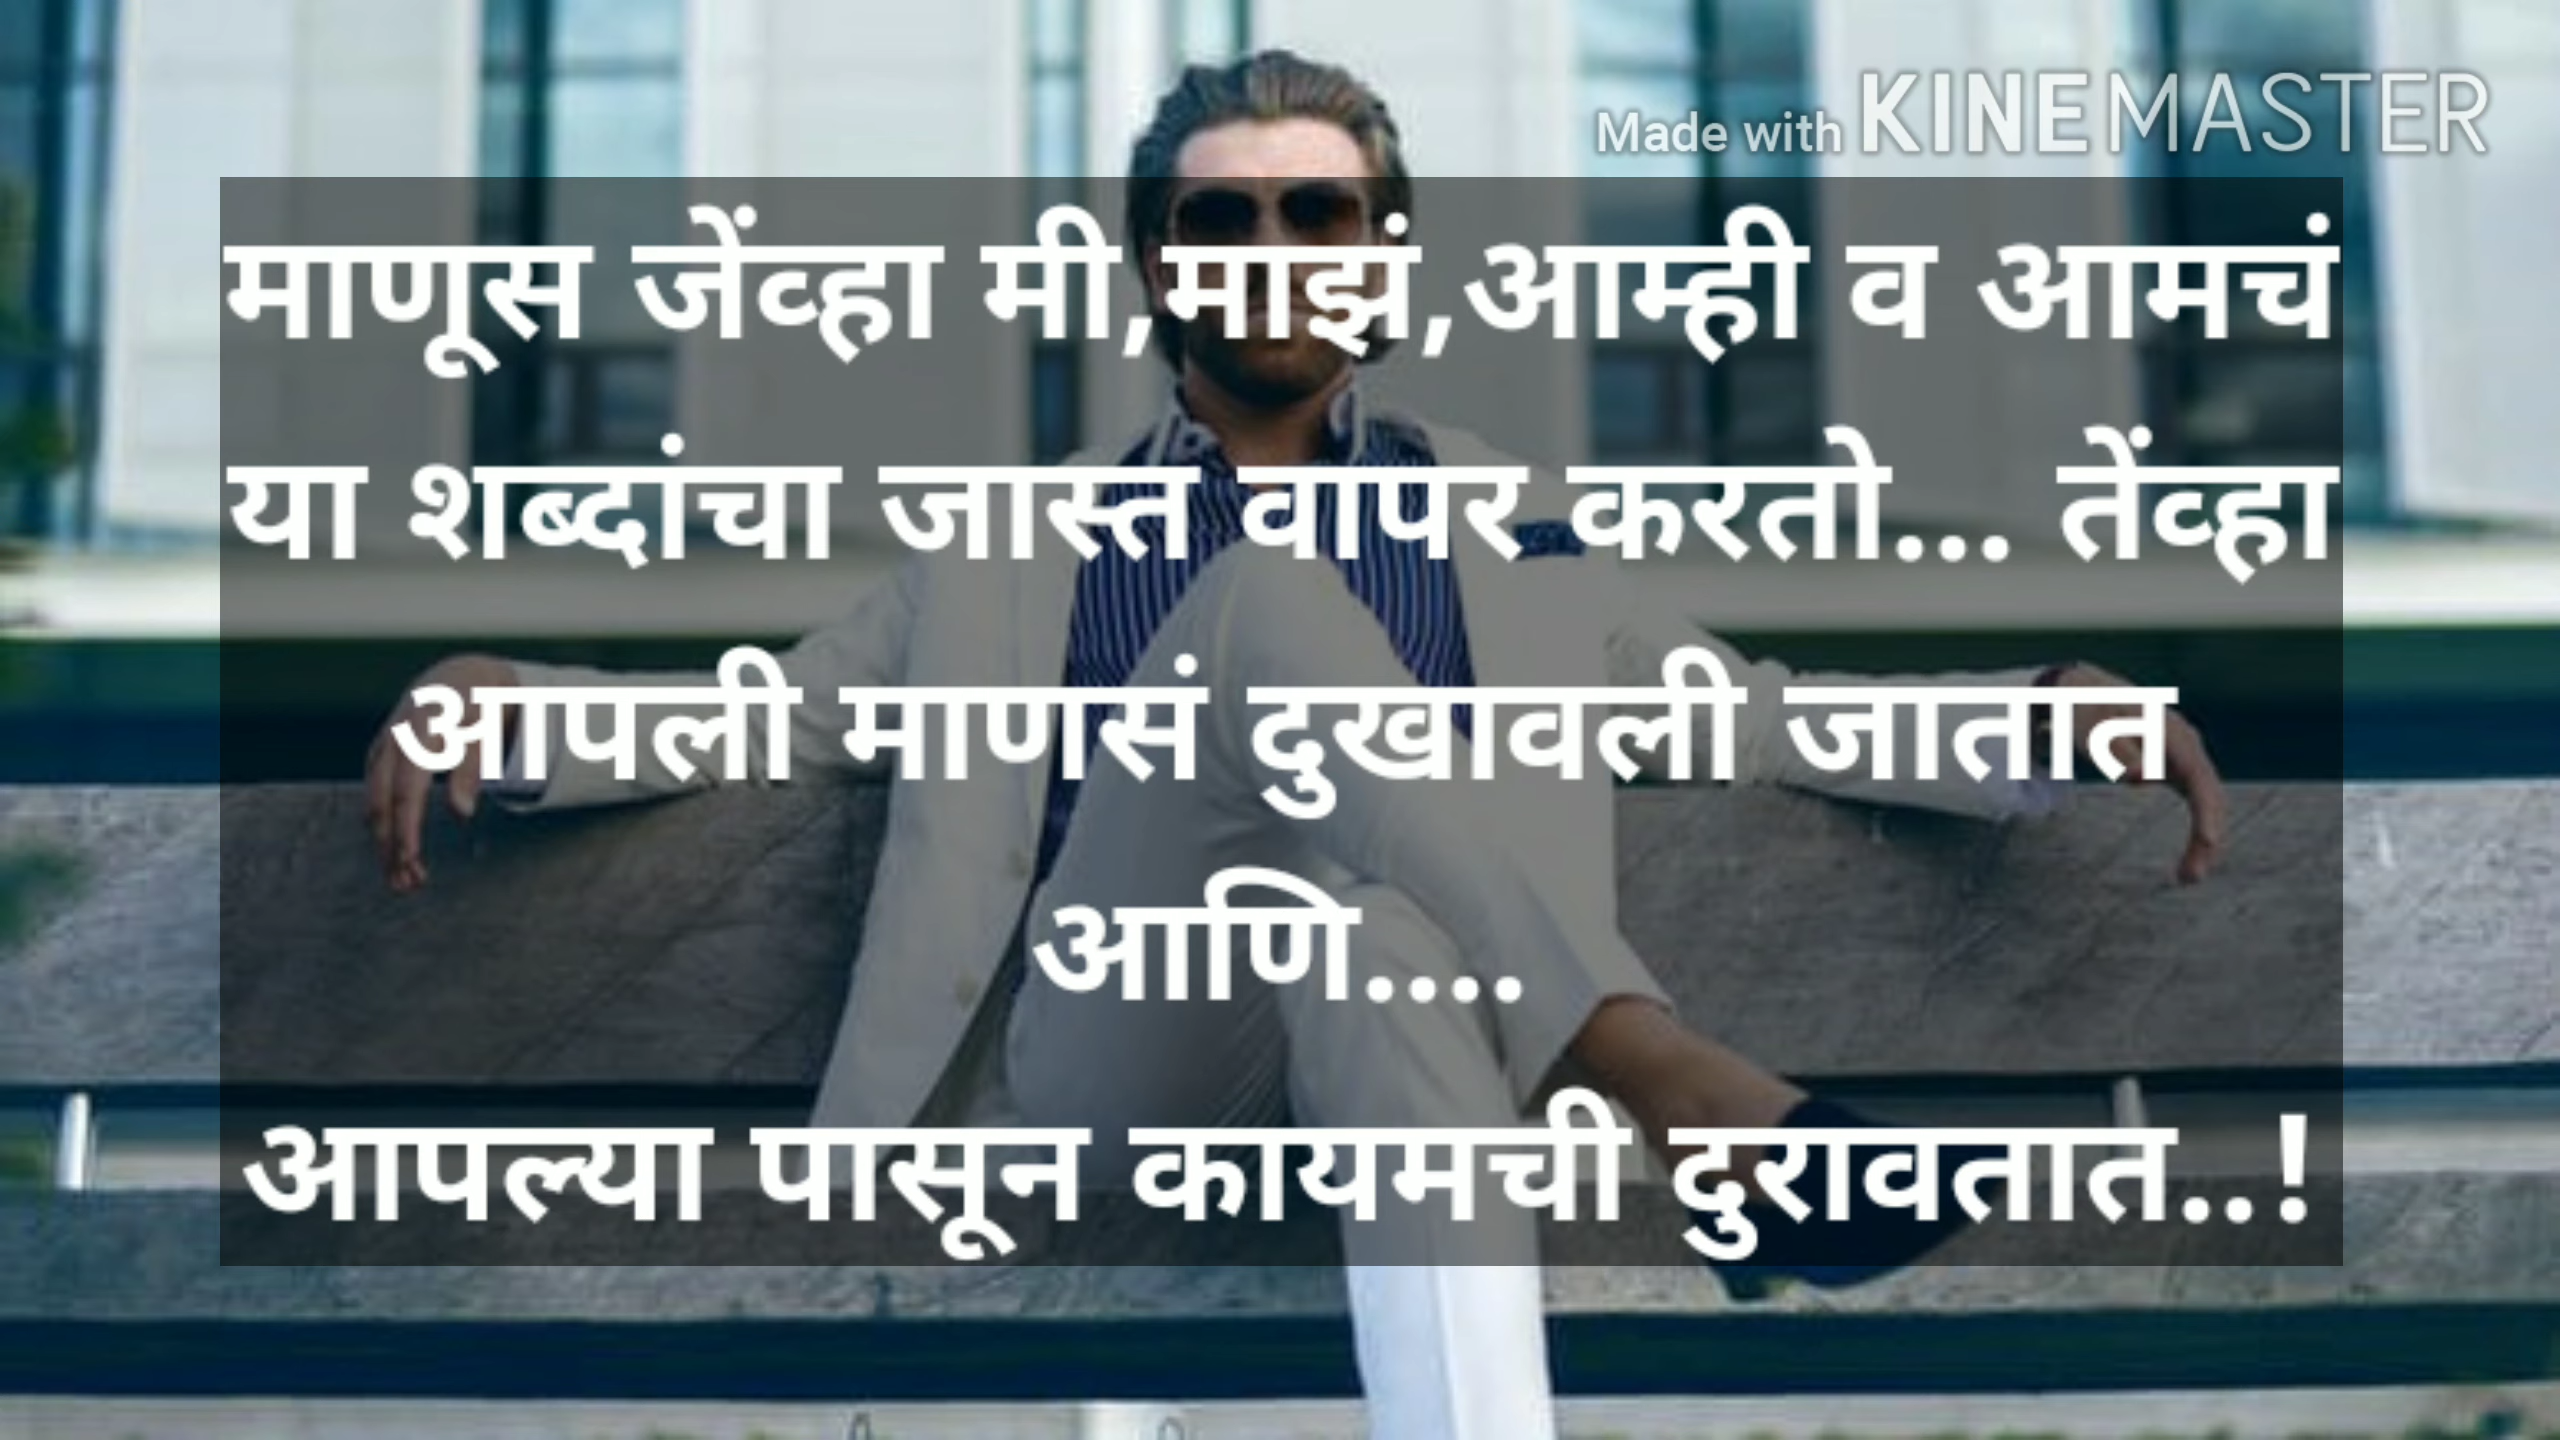 Made with KINEMASTER
माणूस जेंव्हा मी,माझं,आम्ही व आमचं
या शब्दांचा जास्त वापर करतो... तेंव्हा
आपली माणसं दुखावली जातात
आणि....
आपल्या पासून कायमची दुरावतात..!